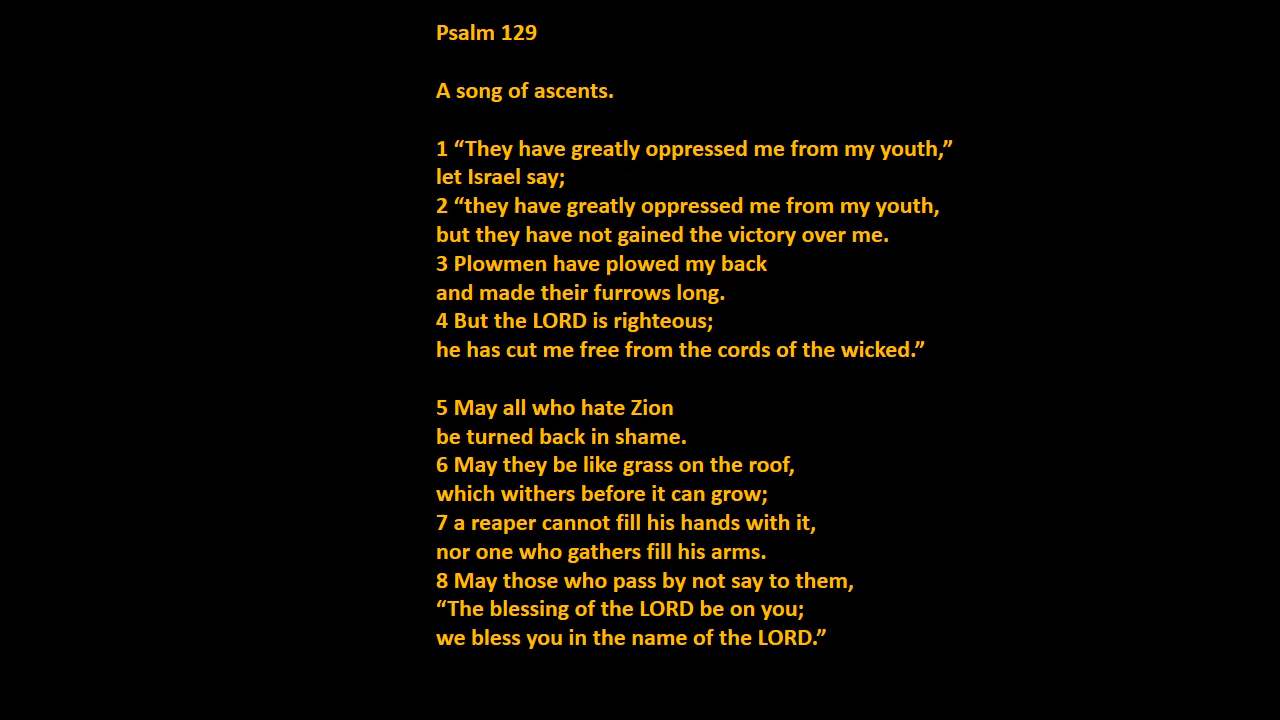 Psalm 129
A song of ascents.
1 “They have greatly oppressed me from my youth,”
let Israel say;
2 “they have greatly oppressed me from my youth,
but they have not gained the victory over me.
3 Plowmen have plowed my back
and made their furrows long.
4 But the LORD is righteous;
he has cut me free from the cords of the wicked.”
5 May all who hate Zion
be turned back in shame.
6 May they be like grass on the roof,
which withers before it can grow;
7 a reaper cannot fill his hands with it,
nor one who gathers fill his arms.
8 May those who pass by not say to them,
“The blessing of the LORD be on you;
we bless you in the name of the LORD.”